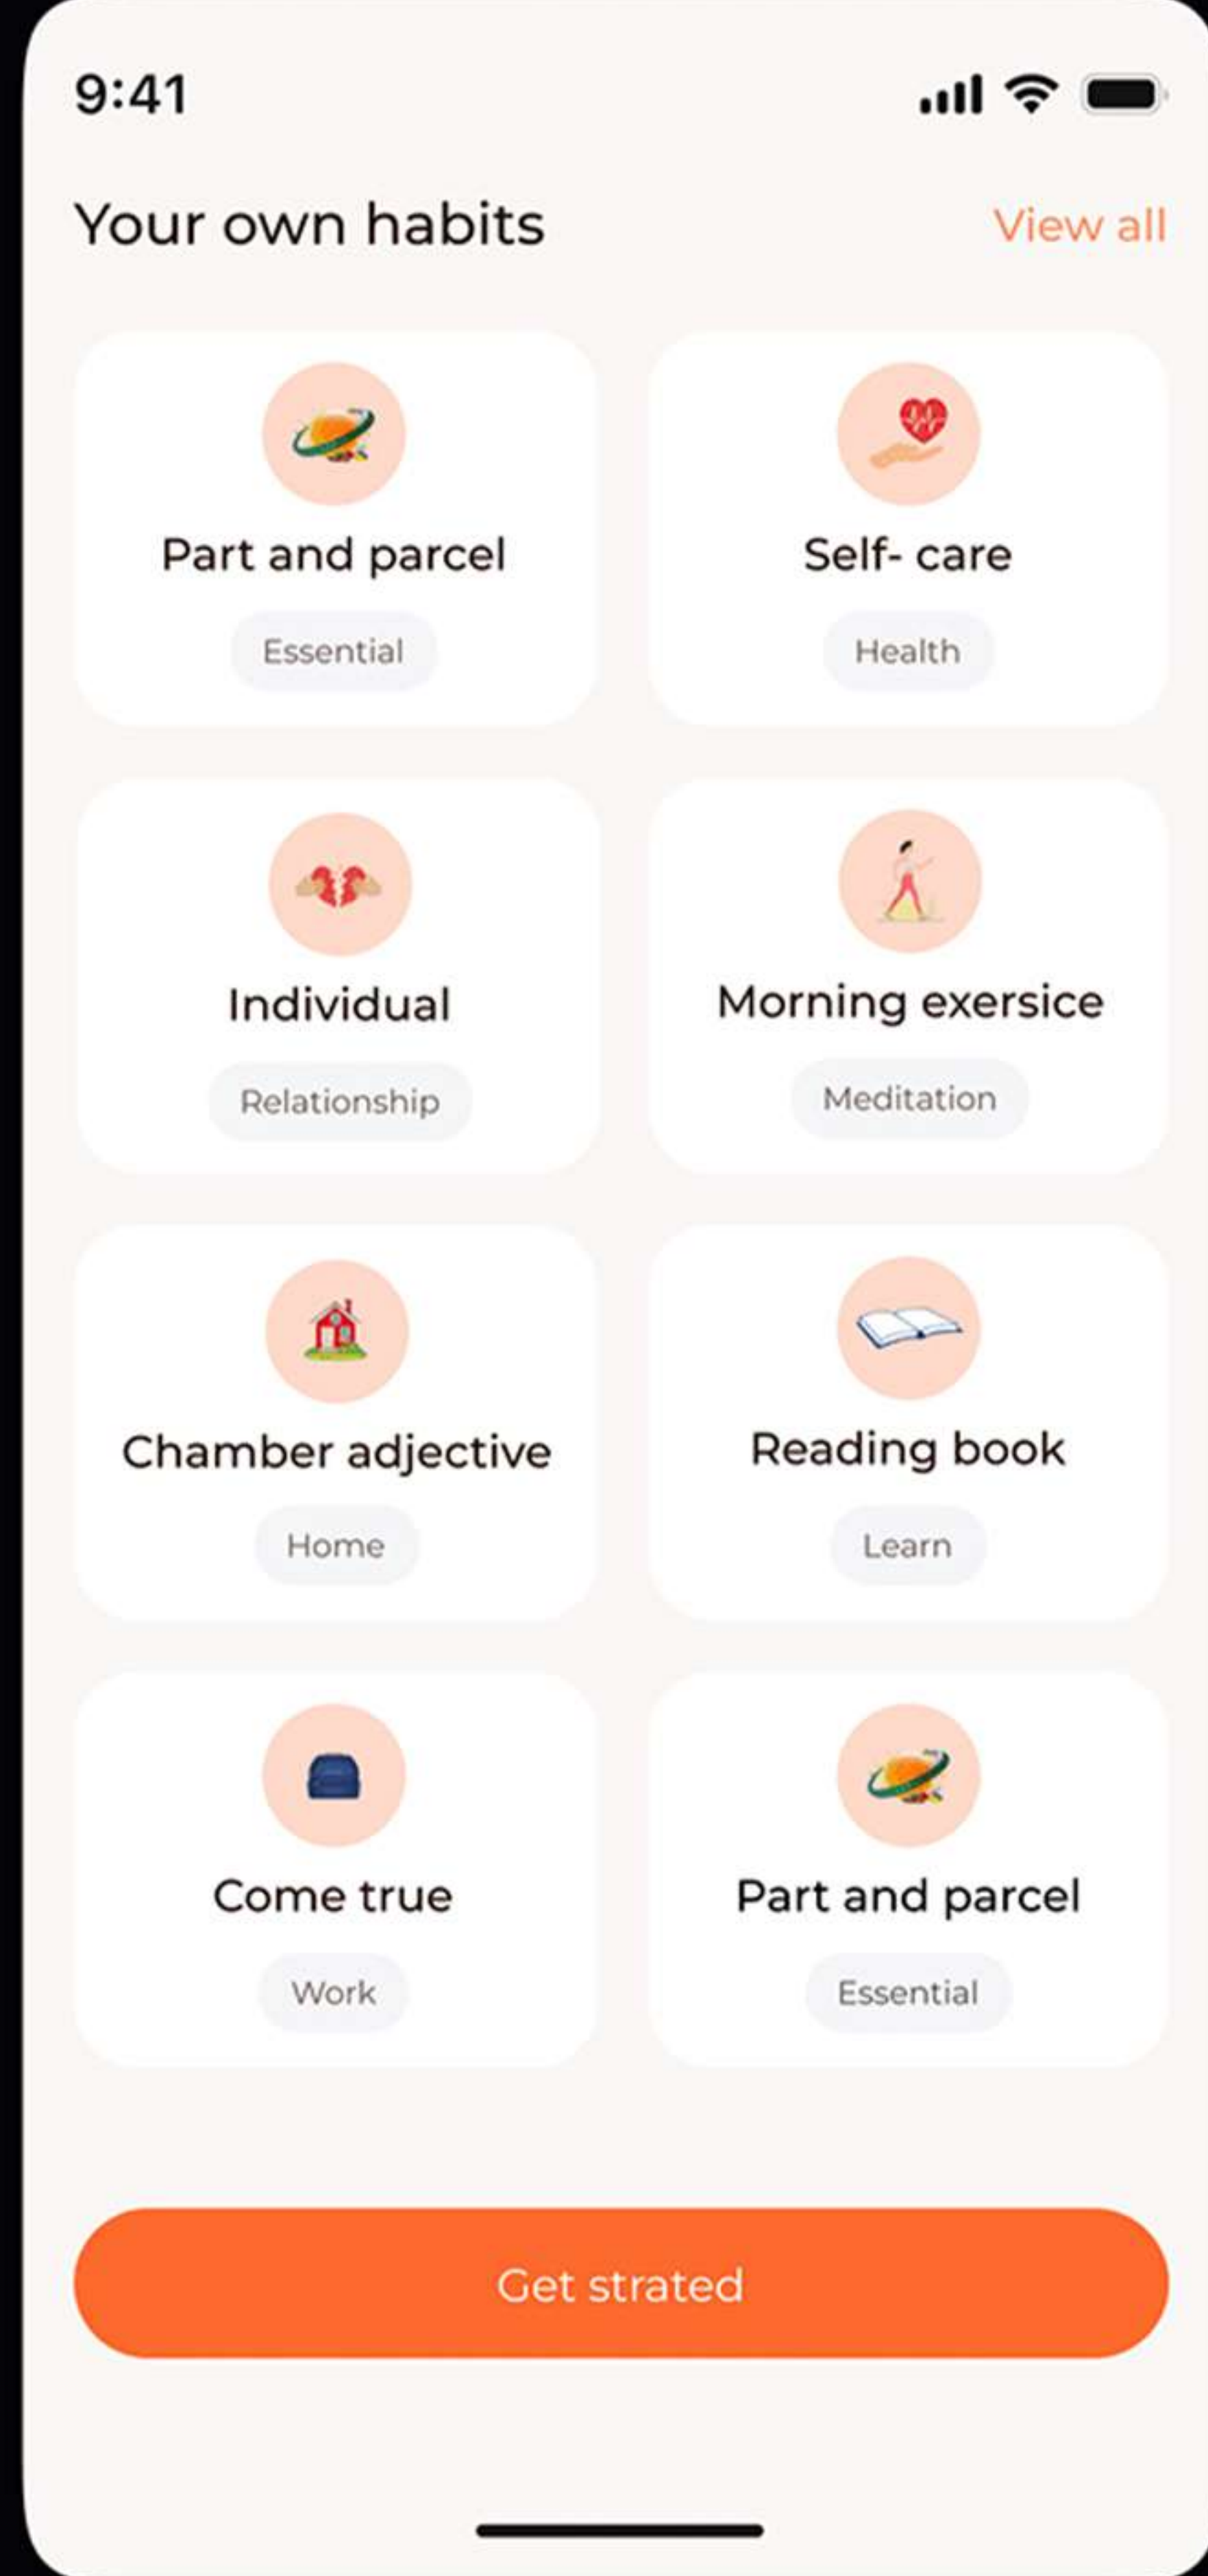 9:41
Your own habits
View all
Part and parcel
Essential
Self- care
Health
Individual
Relationship
Morning exersice
Meditation
Chamber adjective
Home
Reading book
Learn
Come true
Work
Part and parcel
Essential
Get strated